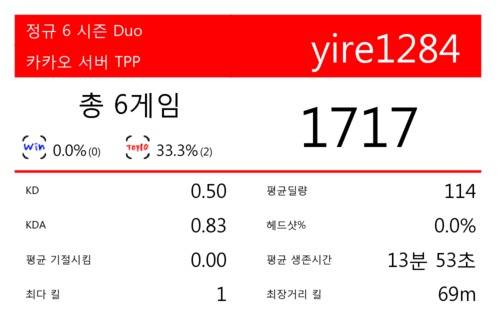 정규 6 시즌 Duo
카카오 서버 TPP
yire1284
총 6게임
1717
Win 0.0%(0)
TOP10 33.3%(2)
KD 0.50
평균딜량 114
KDA 0.83
헤드샷% 0.0%
평균 기절시킴 0.00
평균 생존시간 13분 53초
최다 킬 1
최장거리 킬 69m